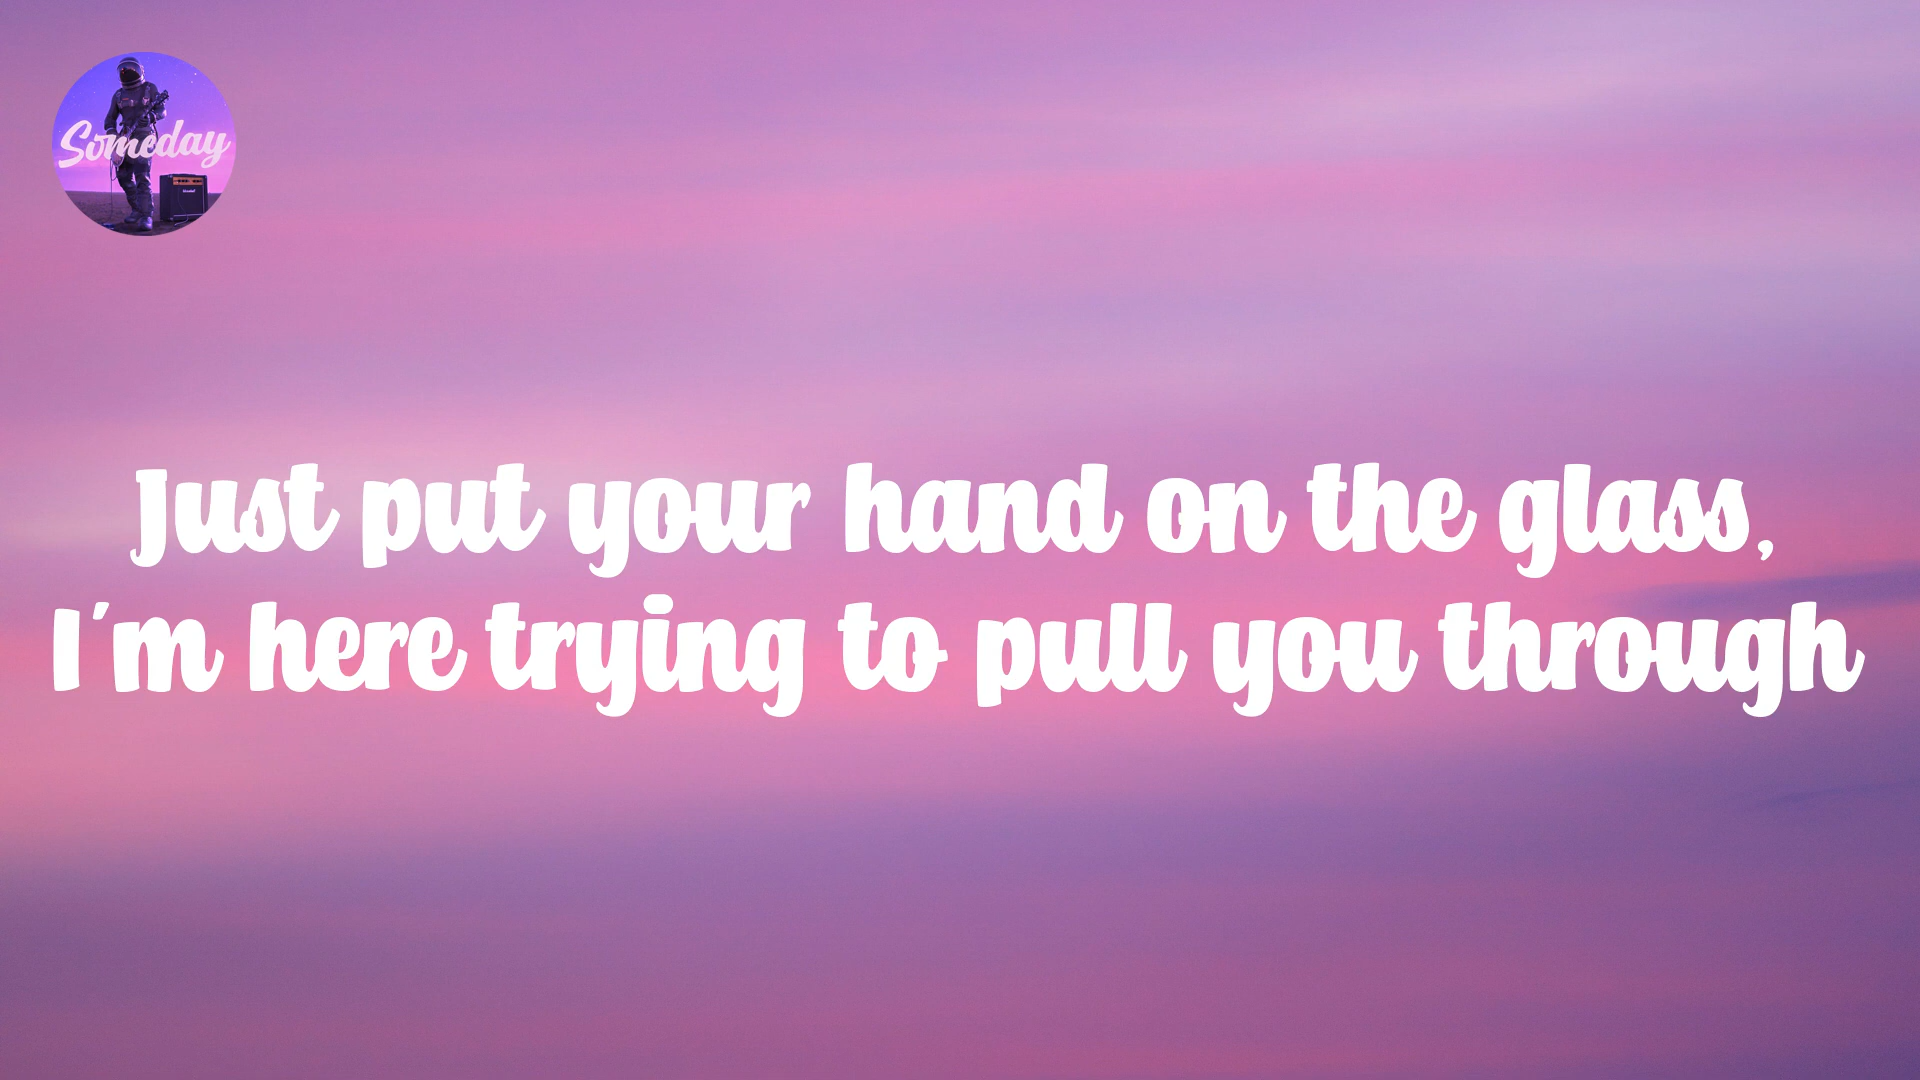 Someday
Just put your hand on the glass,
I'm here trying to pull you through